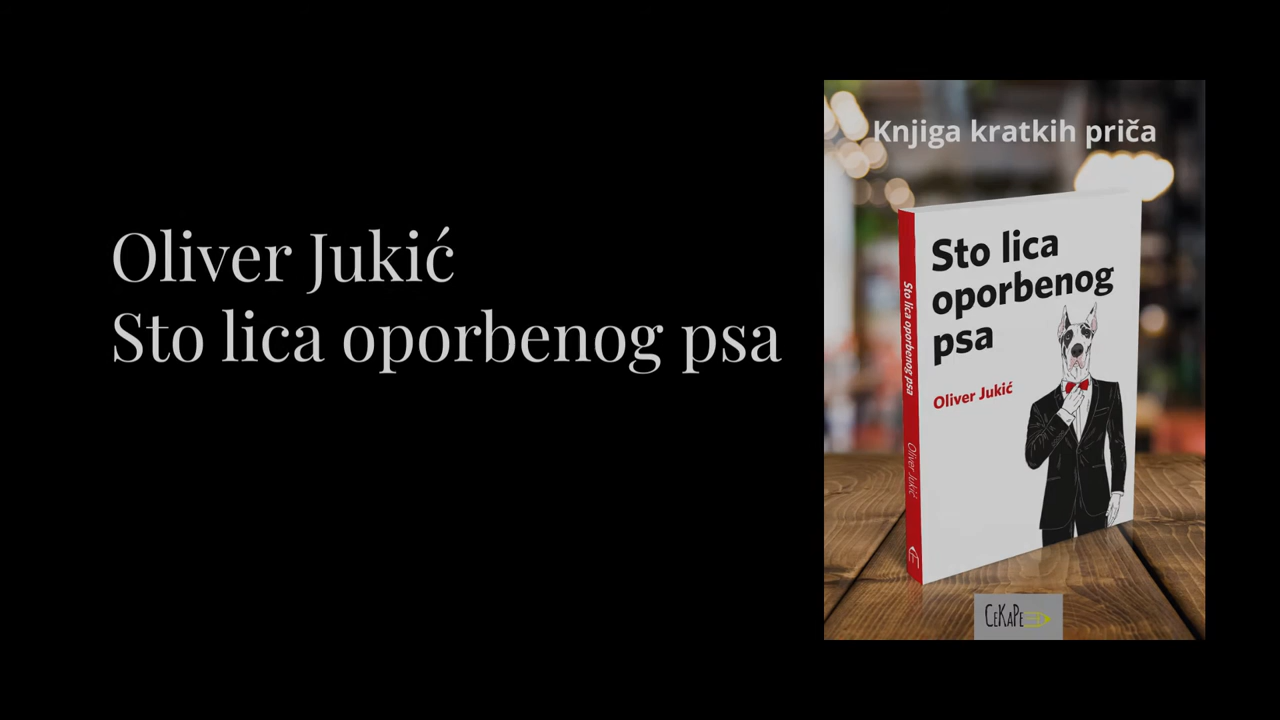 Oliver Jukić
Sto lica oporbenog psa
Knjiga kratkih priča
Sto lica
oporbenog
psa
Oliver Jukić
Sto lica oporbenog psa
Oliver Jukić
CeKaPe